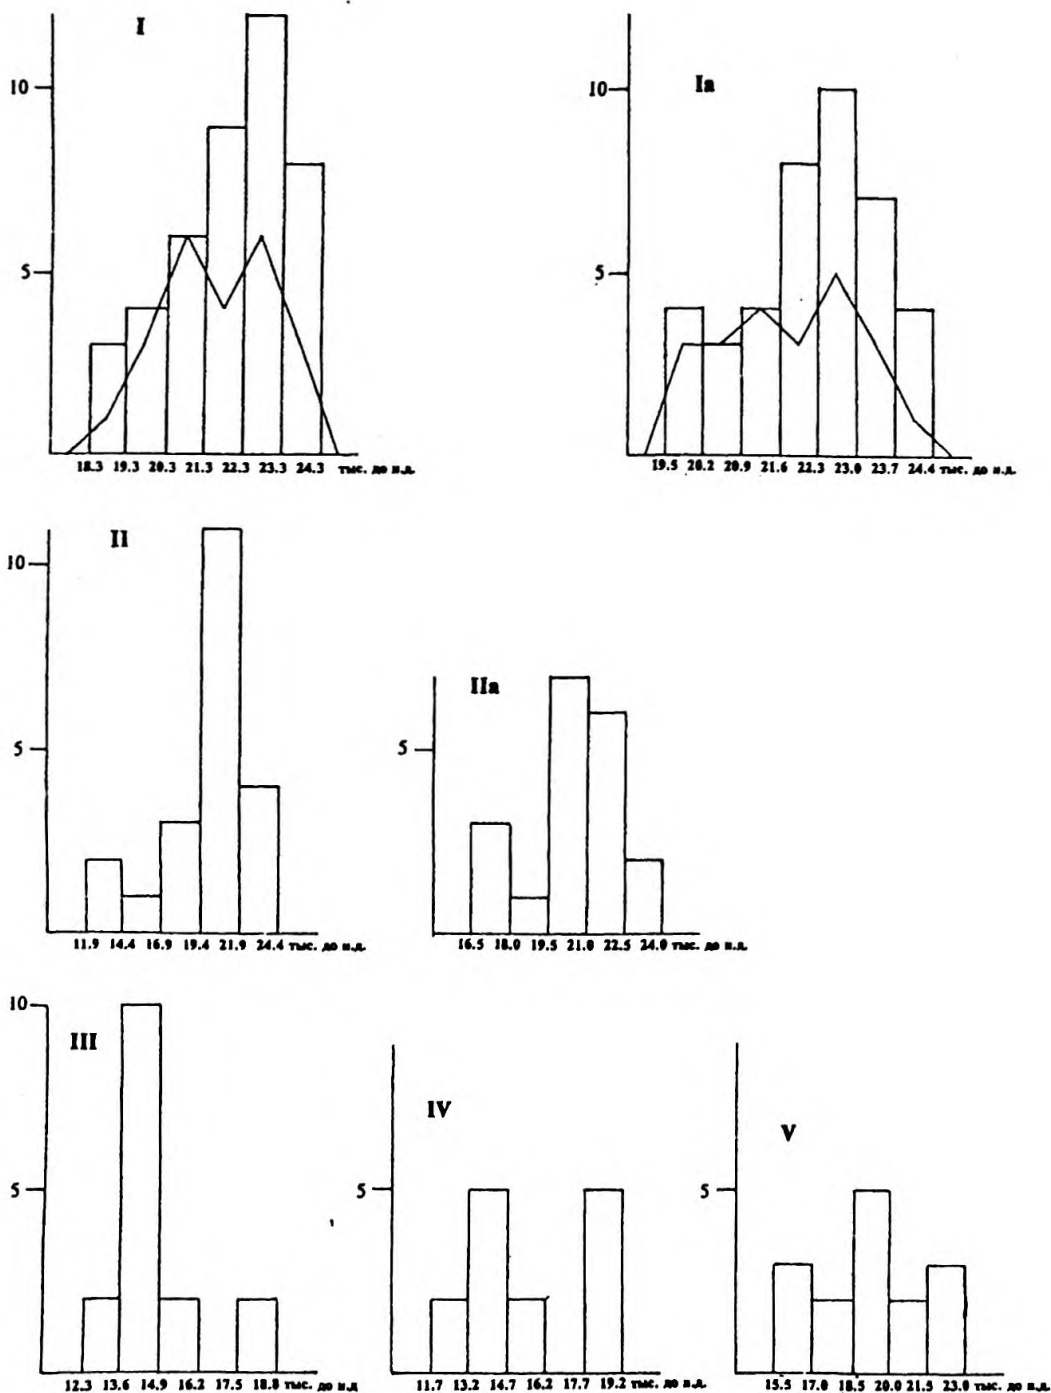 I
Ia
10
10
5
5
18.3 19.3 20.3 21.3 22.3 23.3 24.3 тыс. до н.д.
19.5 20.2 20.9 21.6 22.3 23.0 23.7 24.4 тыс. до н.д.
II
10
IIa
5
5
11.9 14.4 16.9 19.4 21.9 24.4 тыс. до н.д.
16.5 18.0 19.5 21.0 22.5 24.0 тыс. до н.д.
10
III
IV
V
5
5
5
12.3 13.6 14.9 16.2 17.5 18.8 тыс. до н.д
11.7 13.2 14.7 16.2 17.7 19.2 тыс. до н.д.
15.5 17.0 18.5 20.0 21.5 23.0 тыс. до н.д.